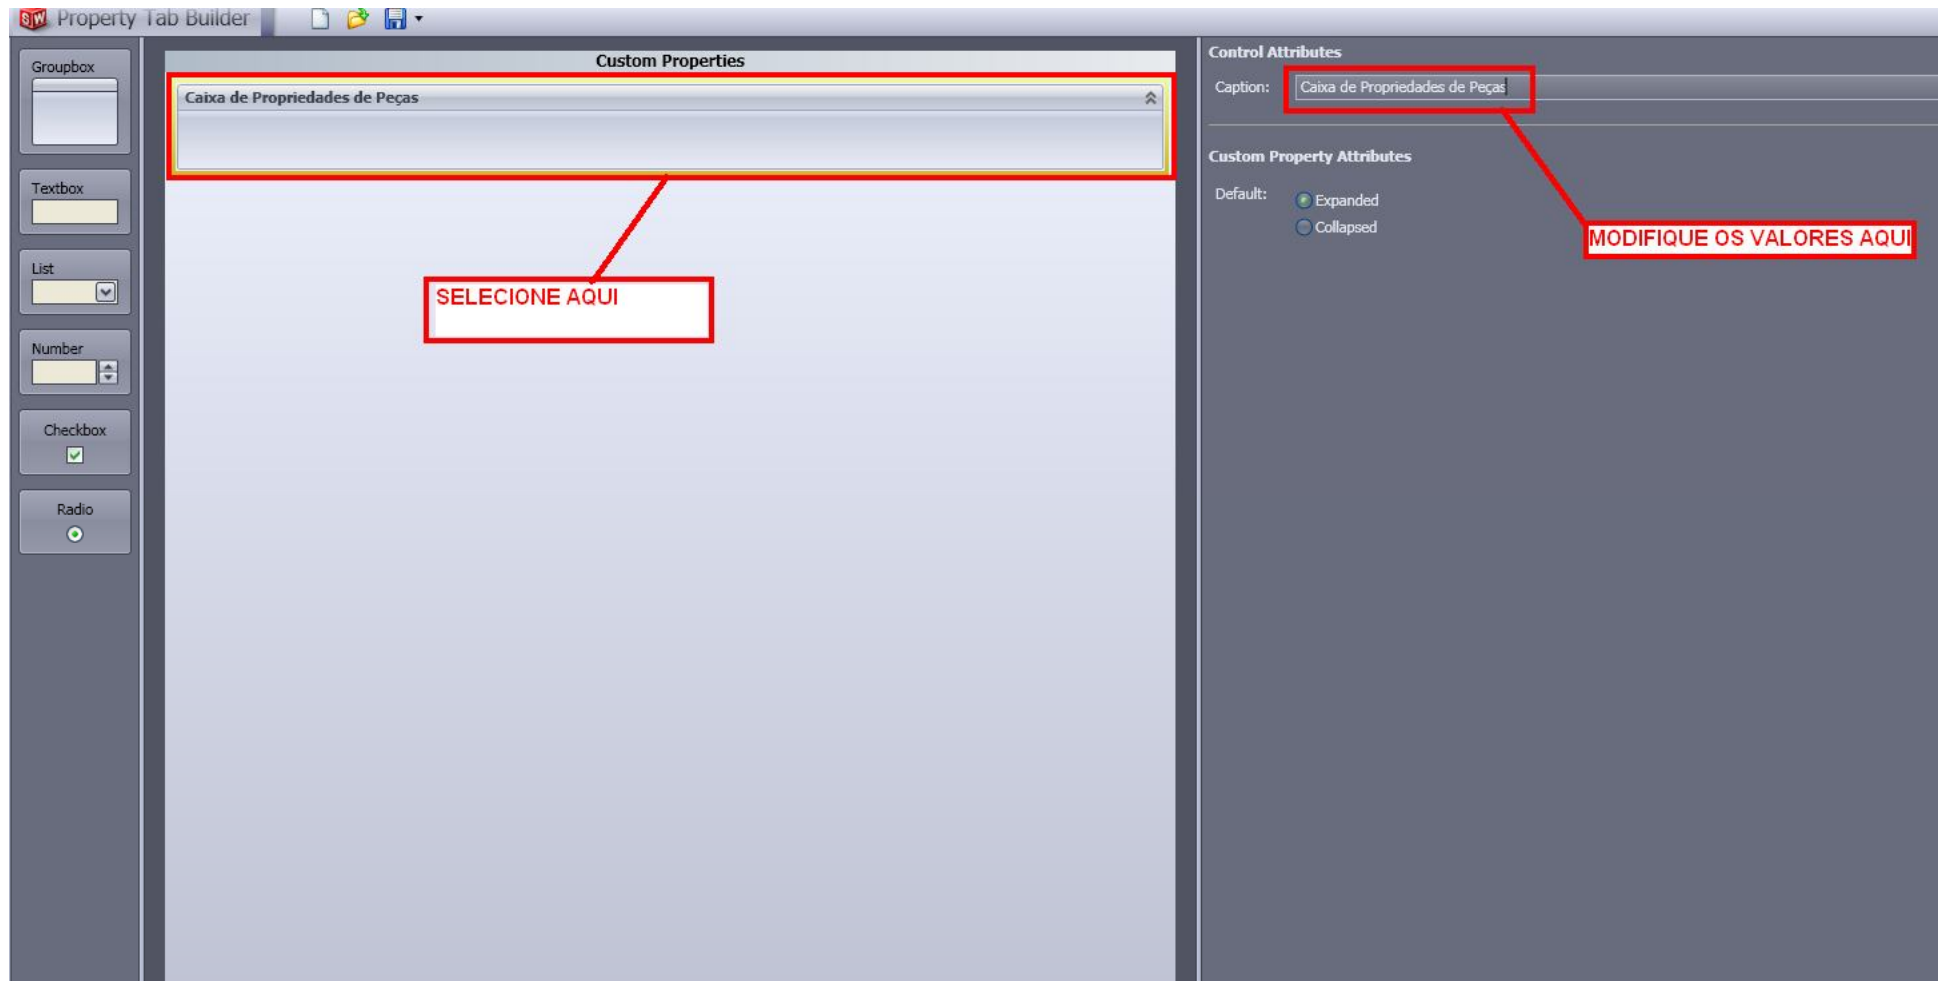 Property Tab Builder
Groupbox
Textbox
List
Number
Checkbox
Radio
Custom Properties
Caixa de Propriedades de Peças
SELECIONE AQUI
Control Attributes
Caption: Caixa de Propriedades de Peças
Custom Property Attributes
Default: Expanded
Collapsed
MODIFIQUE OS VALORES AQUI